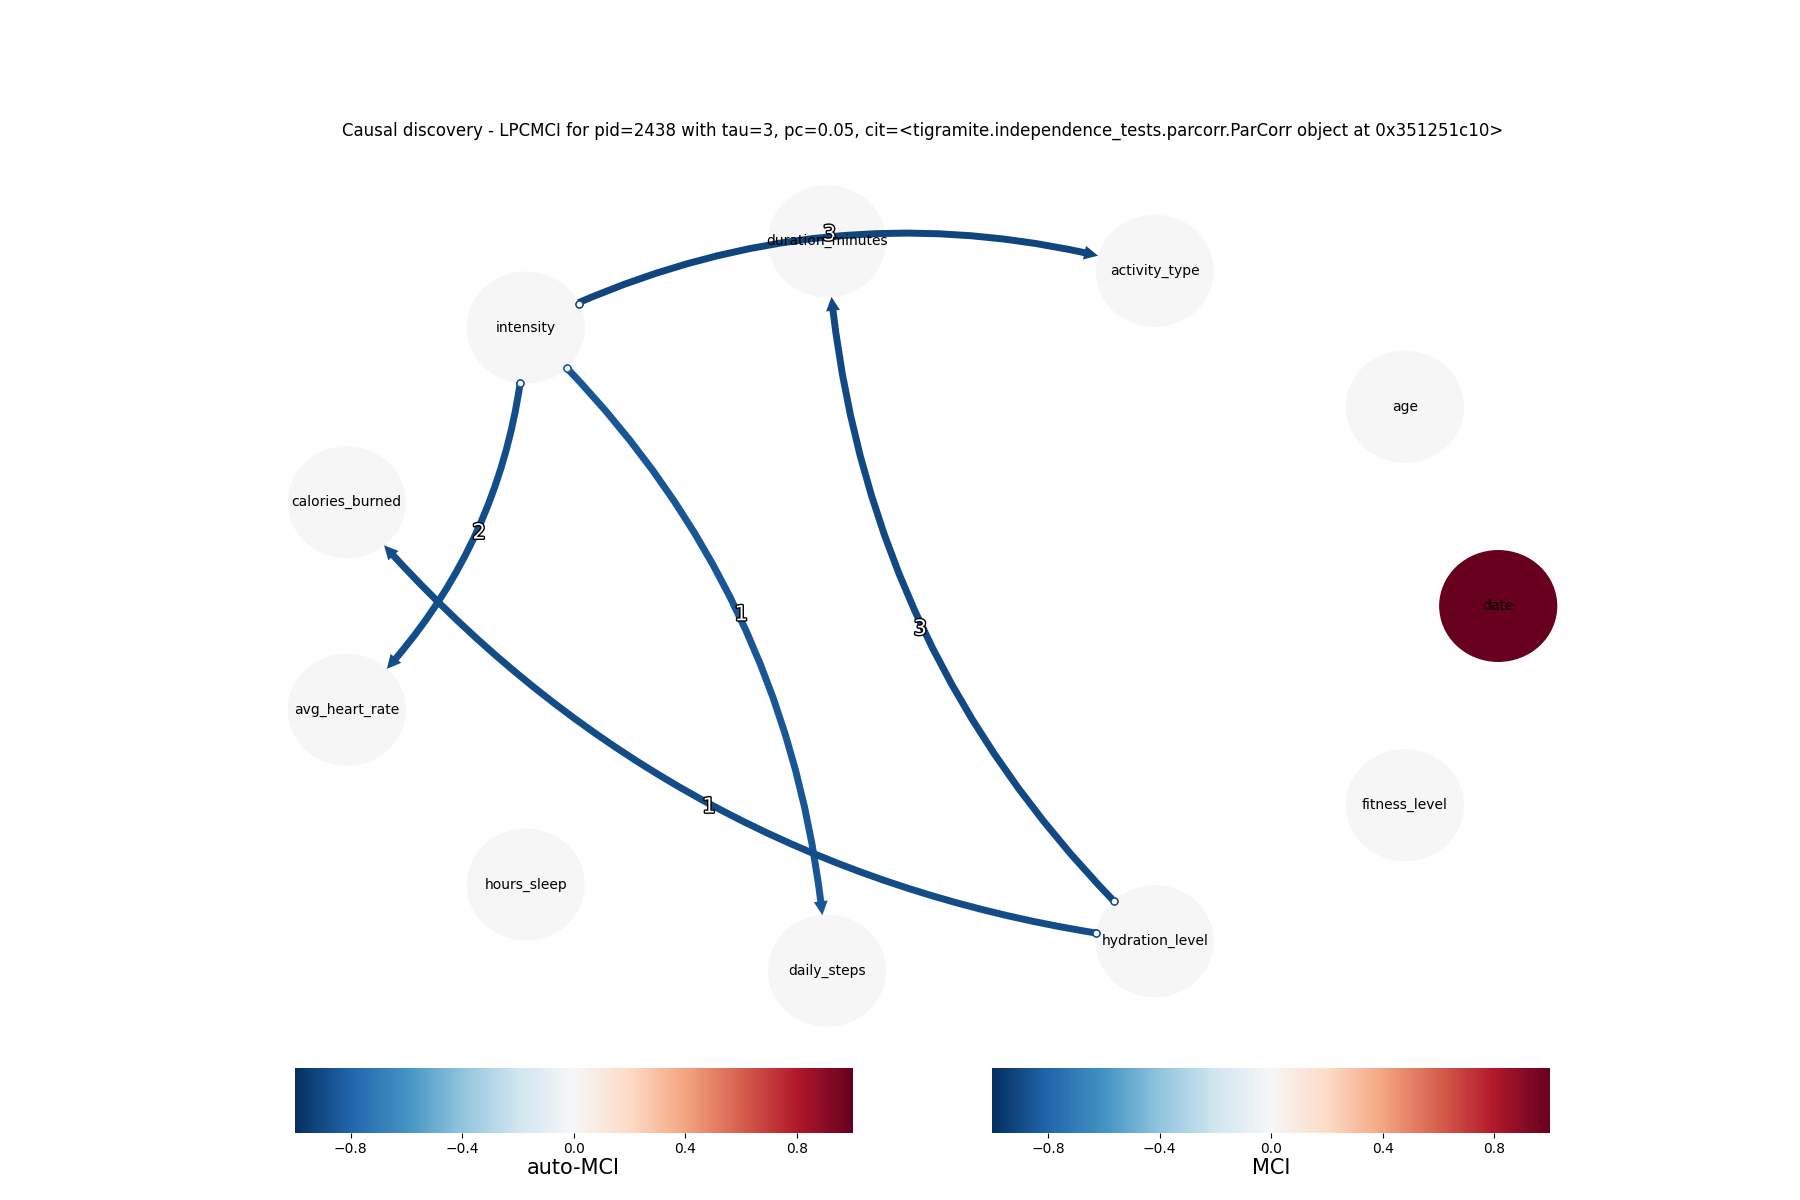 Causal discovery - LPCMCI for pid=2438 with tau=3, pc=0.05, cit=<tigramite.independence_tests.parcorr.ParCorr object at 0x351251c10>
3
duration_minutes
activity_type
intensity
age
calories_burned
2
date
1
3
avg_heart_rate
1
fitness_level
hours_sleep
hydration_level
daily_steps
−0.8 −0.4 0.0 0.4 0.8
auto-MCI
−0.8 −0.4 0.0 0.4 0.8
MCI